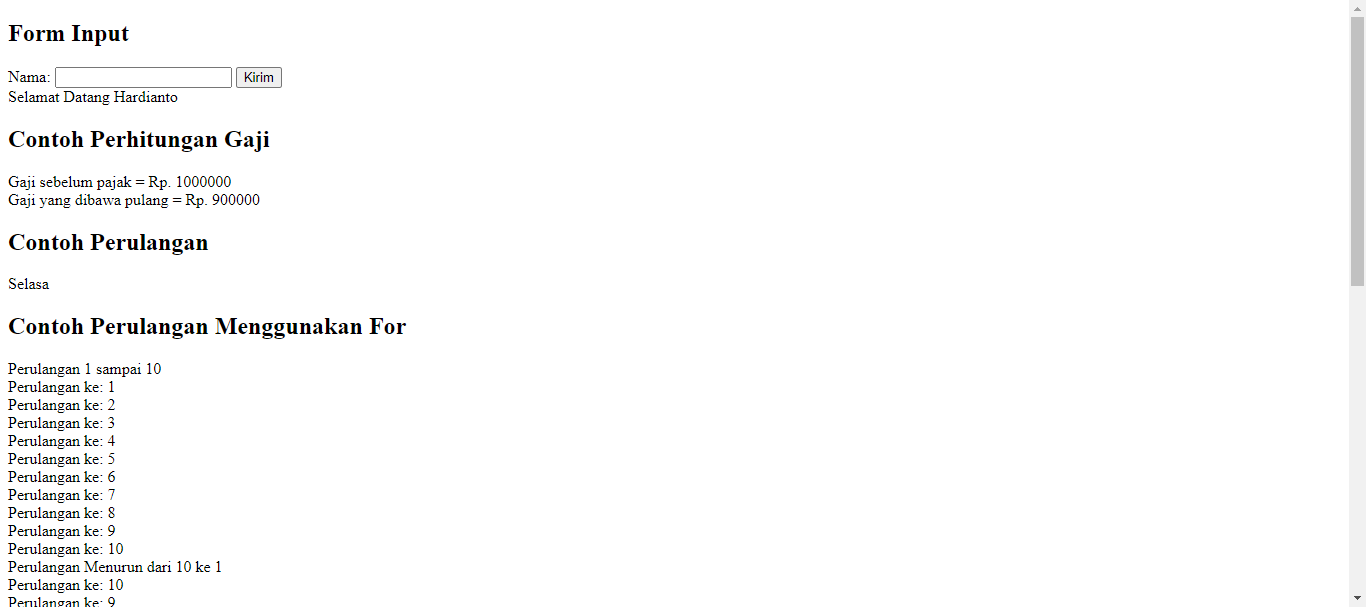 Form Input
Nama: Kirim
Selamat Datang Hardianto
Contoh Perhitungan Gaji
Gaji sebelum pajak = Rp. 1000000
Gaji yang dibawa pulang = Rp. 900000
Contoh Perulangan
Selasa
Contoh Perulangan Menggunakan For
Perulangan 1 sampai 10
Perulangan ke: 1
Perulangan ke: 2
Perulangan ke: 3
Perulangan ke: 4
Perulangan ke: 5
Perulangan ke: 6
Perulangan ke: 7
Perulangan ke: 8
Perulangan ke: 9
Perulangan ke: 10
Perulangan Menurun dari 10 ke 1
Perulangan ke: 10
Perulangan ke: 9